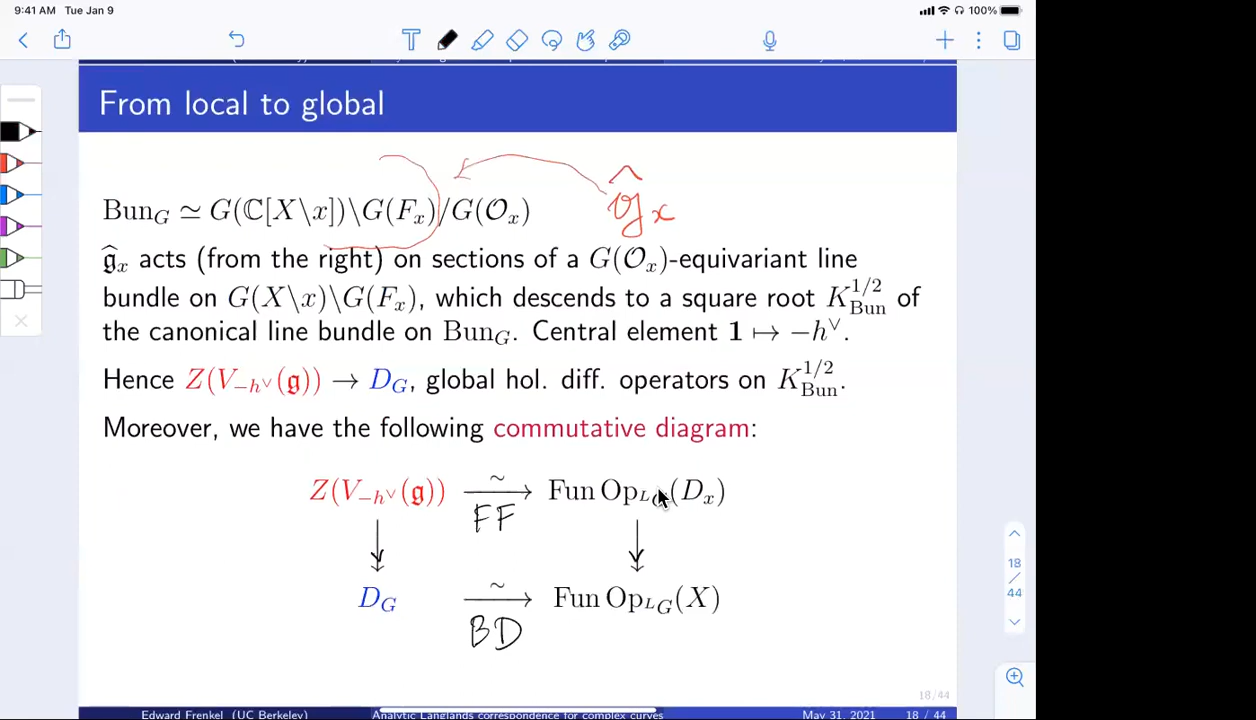 9:41 AM Tue Jan 9
100%
From local to global
𝔤̂ x
Bun_G ≃ G(ℂ[X\x])\G(F_x)/G(𝒪_x)
𝔤̂_x acts (from the right) on sections of a G(𝒪_x)-equivariant line
bundle on G(X\x)\G(F_x), which descends to a square root K_Bun^{1/2} of
the canonical line bundle on Bun_G. Central element 𝟏 ↦ −h^∨.
Hence Z(V_{−h^∨}(𝔤)) → D_G, global hol. diff. operators on K_Bun^{1/2}.
Moreover, we have the following commutative diagram:
Z(V_{−h^∨}(𝔤)) ∼→ Fun Op_{^LG}(D_x)
FF
D_G ∼→ Fun Op_{^LG}(X)
BD
18
/
44
18/44
Edward Frenkel (UC Berkeley) Analytic Langlands correspondence for complex curves May 31, 2021 18 / 44